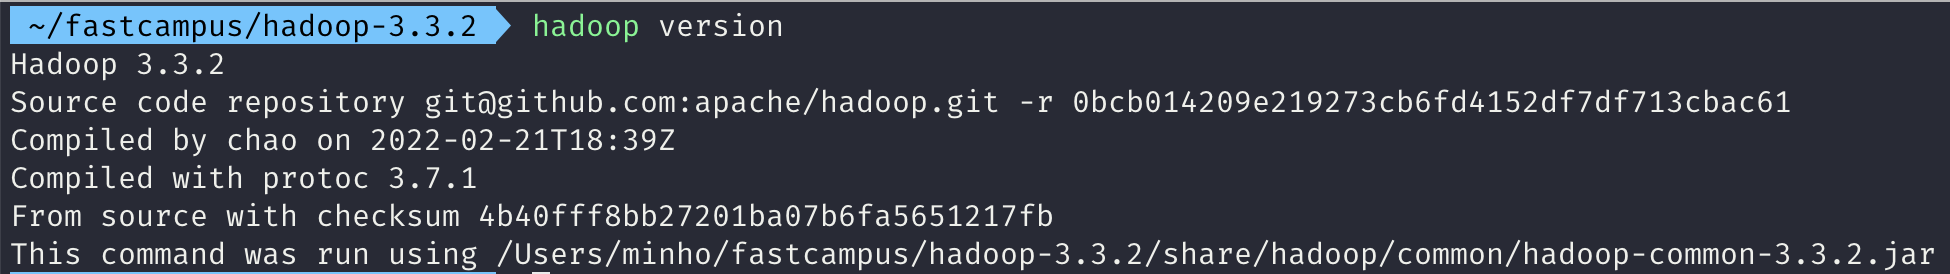 ~/fastcampus/hadoop-3.3.2 hadoop version
Hadoop 3.3.2
Source code repository git@github.com:apache/hadoop.git -r 0bcb014209e219273cb6fd4152df7df713cbac61
Compiled by chao on 2022-02-21T18:39Z
Compiled with protoc 3.7.1
From source with checksum 4b40fff8bb27201ba07b6fa5651217fb
This command was run using /Users/minho/fastcampus/hadoop-3.3.2/share/hadoop/common/hadoop-common-3.3.2.jar